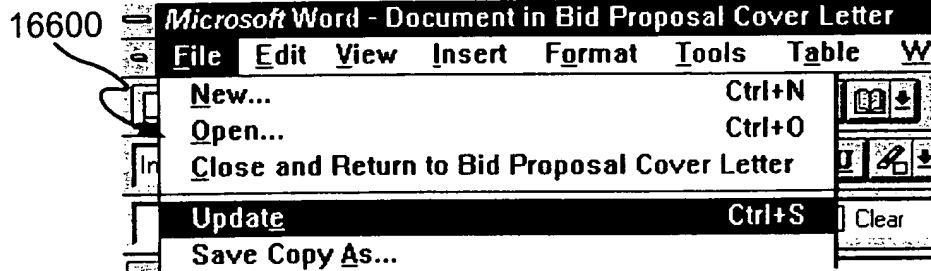 16600
Microsoft Word - Document in Bid Proposal Cover Letter
File Edit View Insert Format Tools Table W
New... Ctrl+N
Open... Ctrl+O
In
Close and Return to Bid Proposal Cover Letter
U
Update Ctrl+S
Clear
Save Copy As...